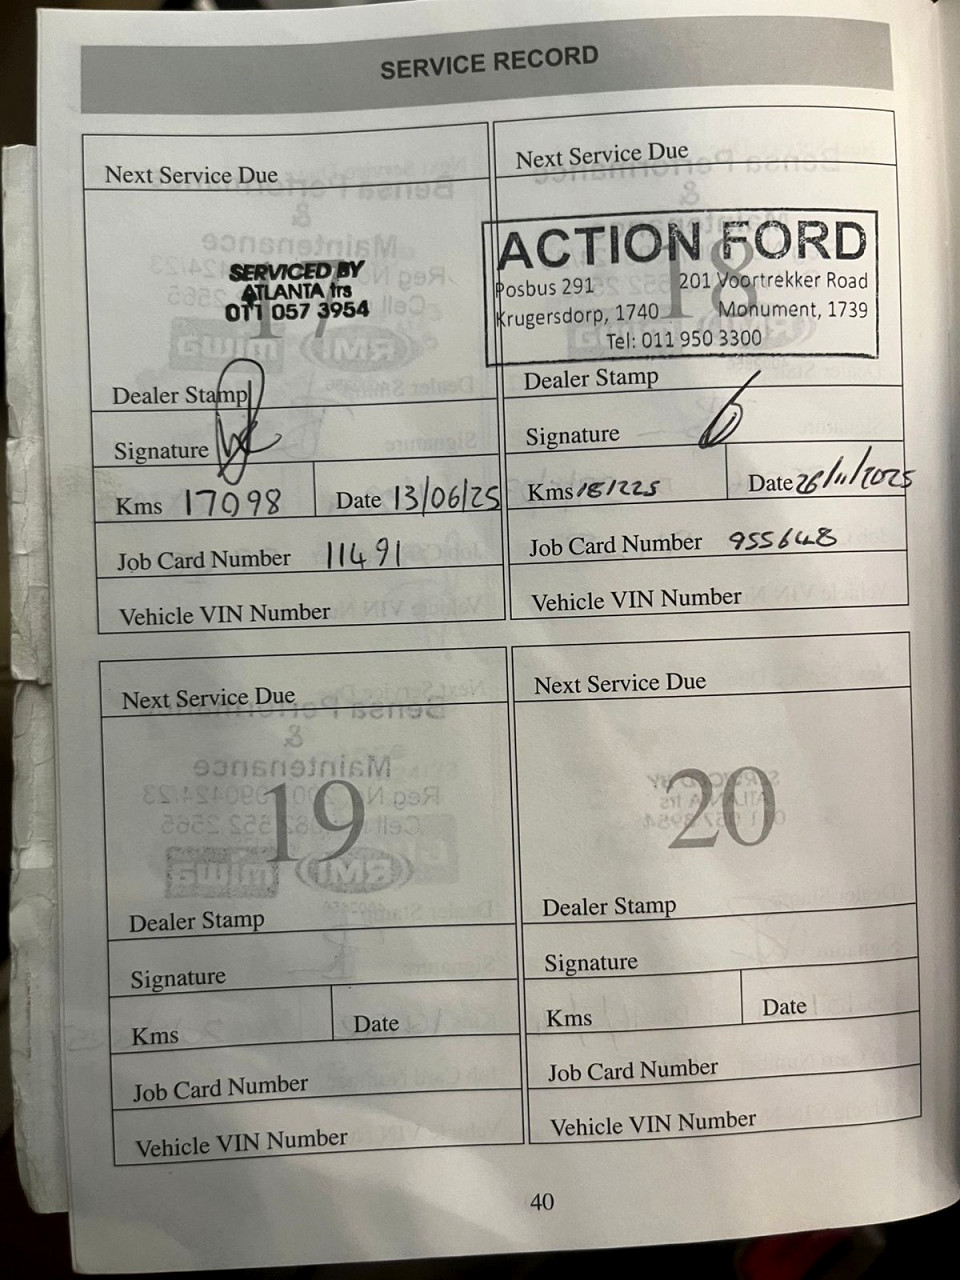 SERVICE RECORD
Next Service Due
17
SERVICED BY
ATLANTA trs
011 057 3954
Dealer Stamp
Signature
Kms 17098 Date 13/06/25
Job Card Number 11491
Vehicle VIN Number
Next Service Due
18
ACTION FORD
Posbus 291 201 Voortrekker Road
Krugersdorp, 1740 Monument, 1739
Tel: 011 950 3300
Dealer Stamp
Signature
Kms 181225 Date 26/11/2025
Job Card Number 955648
Vehicle VIN Number
Next Service Due
19
Dealer Stamp
Signature
Kms Date
Job Card Number
Vehicle VIN Number
Next Service Due
20
Dealer Stamp
Signature
Kms Date
Job Card Number
Vehicle VIN Number
40